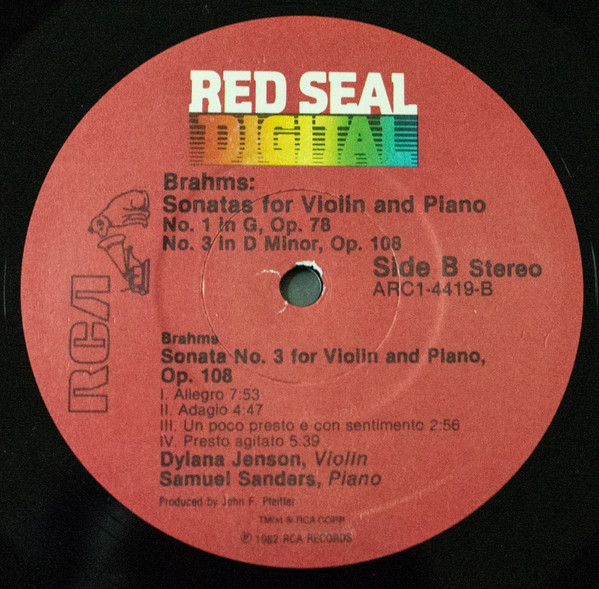 RED SEAL
DIGITAL
Brahms:
Sonatas for Violin and Piano
No. 1 in G, Op. 78
No. 3 in D Minor, Op. 108
Side B Stereo
ARC1-4419-B
RCA
Brahms
Sonata No. 3 for Violin and Piano,
Op. 108
I. Allegro 7:53
II. Adagio 4:47
III. Un poco presto e con sentimento 2:56
IV. Presto agitato 5:39
Dylana Jenson, Violin
Samuel Sanders, Piano
Produced by John F. Pfeiffer
RCA CORP.
℗ 1982 RCA RECORDS